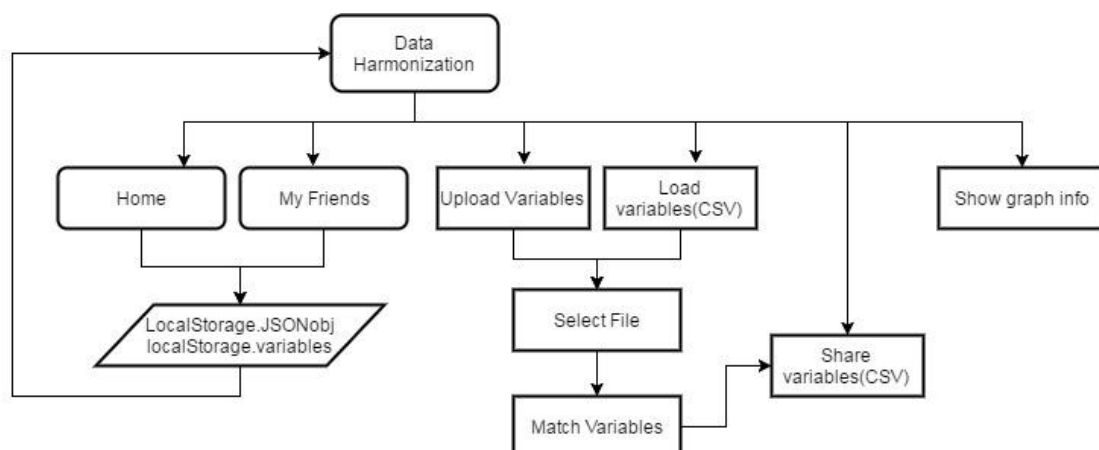 Data
Harmonization
Home
My Friends
Upload Variables
Load
variables(CSV)
Show graph info
LocalStorage.JSONobj
localStorage.variables
Select File
Share
variables(CSV)
Match Variables